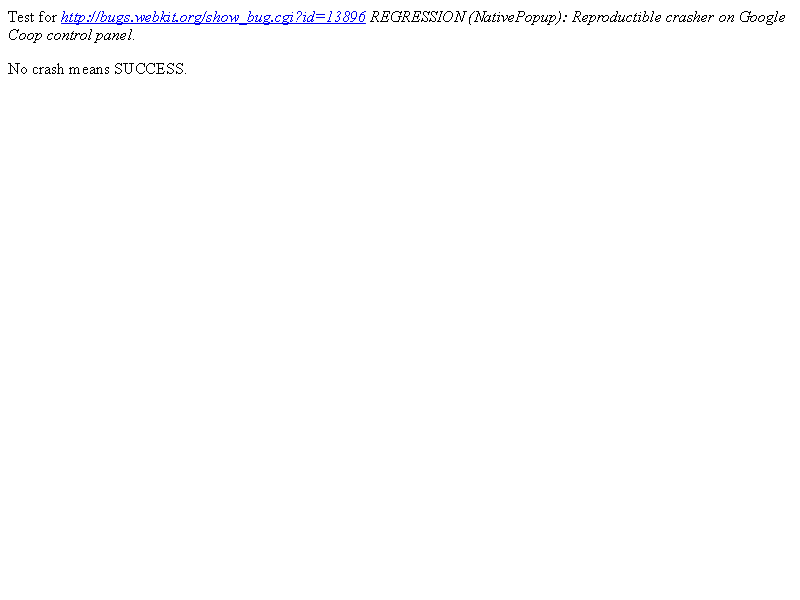 Test for http://bugs.webkit.org/show_bug.cgi?id=13896 REGRESSION (NativePopup): Reproductible crasher on Google
Coop control panel.
No crash means SUCCESS.